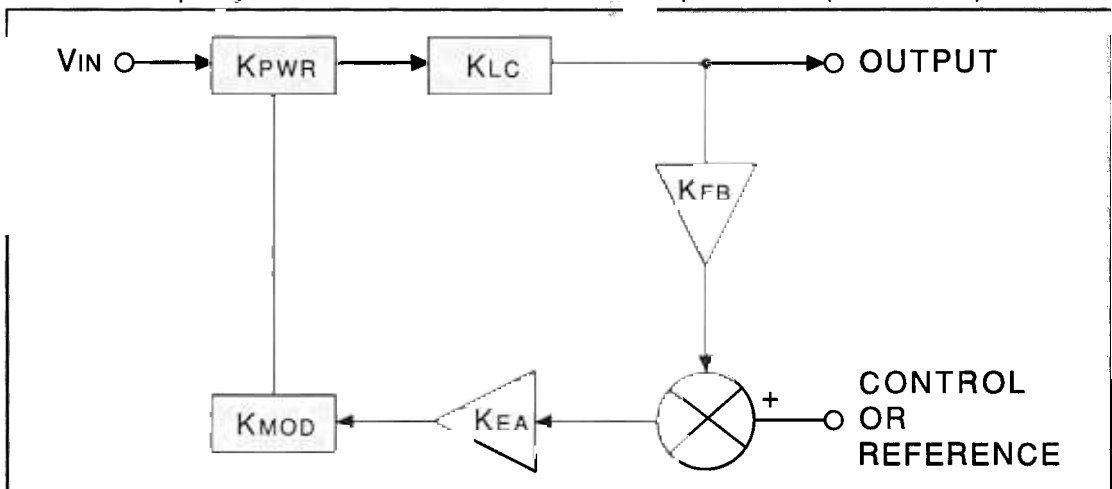 VIN
KPWR
KLC
OUTPUT
KFB
KMOD
KEA
+
CONTROL
OR
REFERENCE